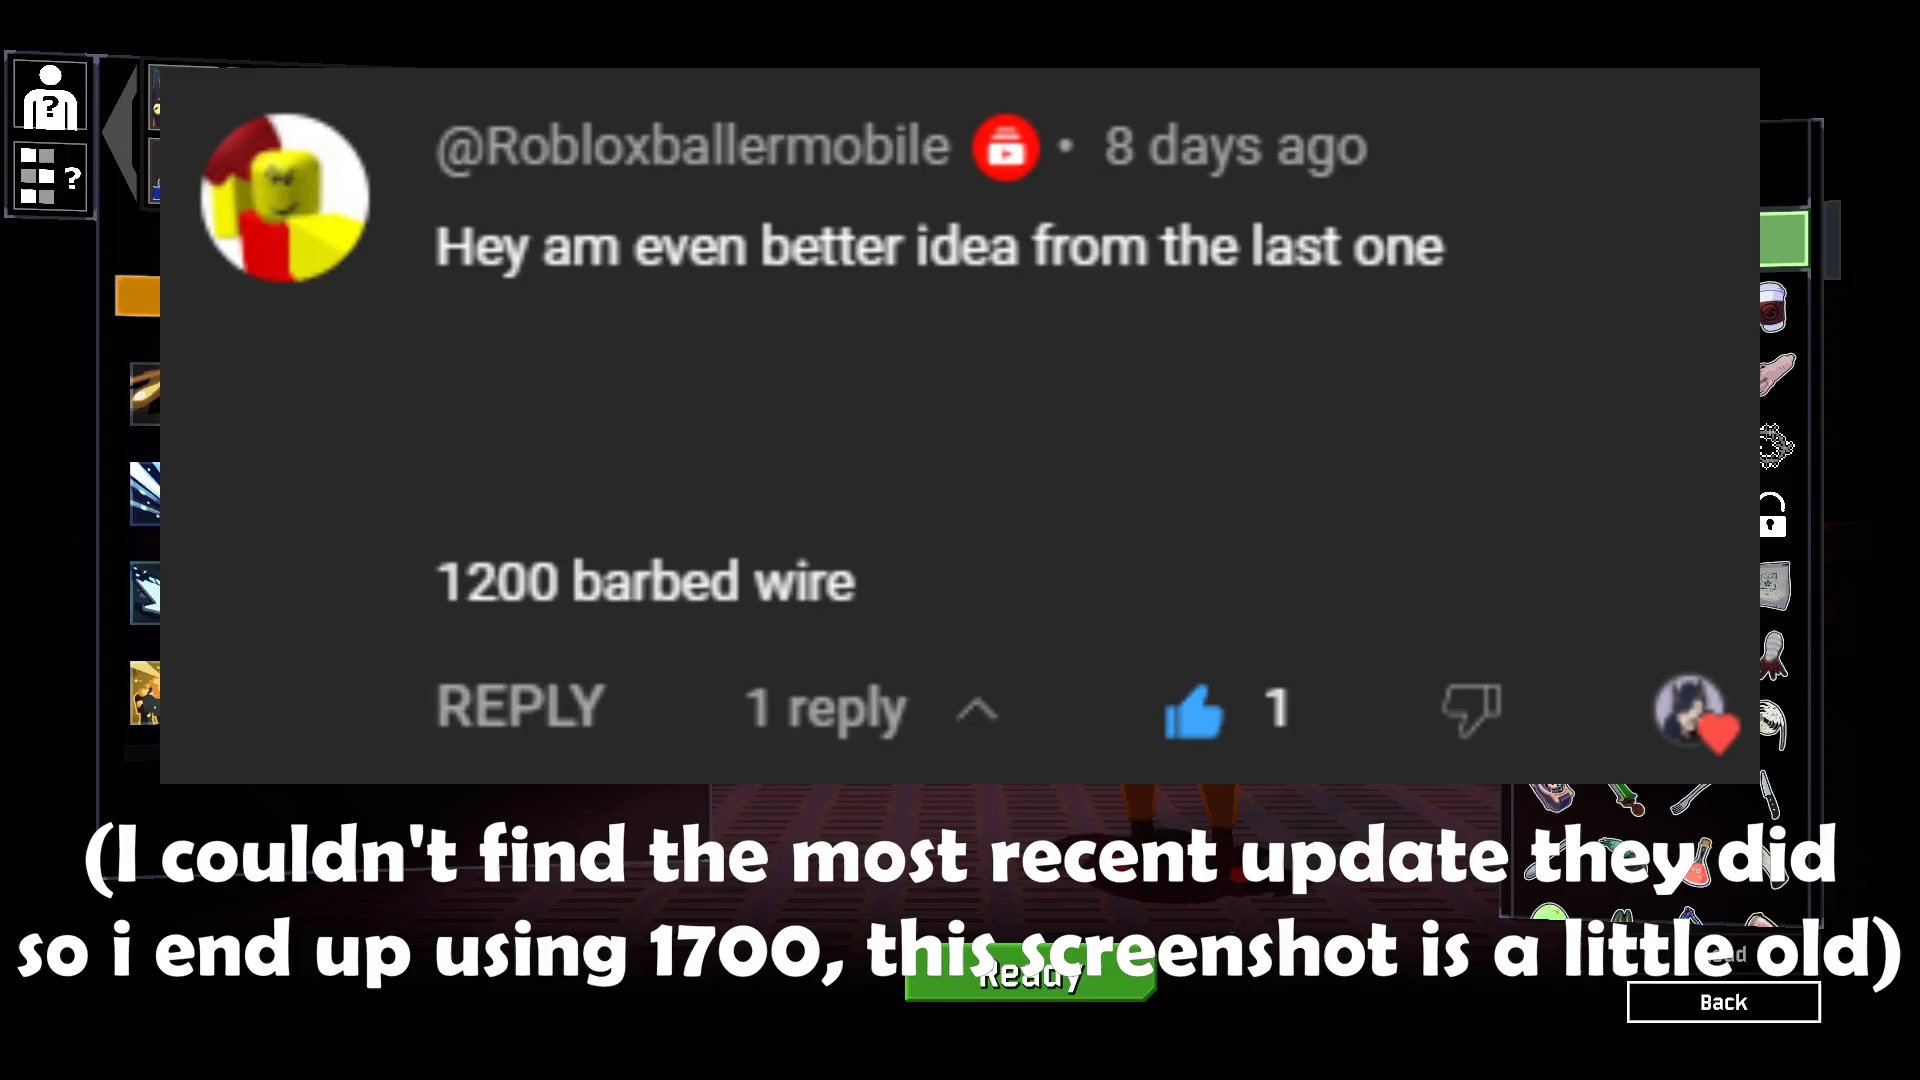 @Robloxballermobile • 8 days ago
Hey am even better idea from the last one
1200 barbed wire
REPLY 1 reply 1
(I couldn't find the most recent update they did
so i end up using 1700, this screenshot is a little old)
Ready
Back